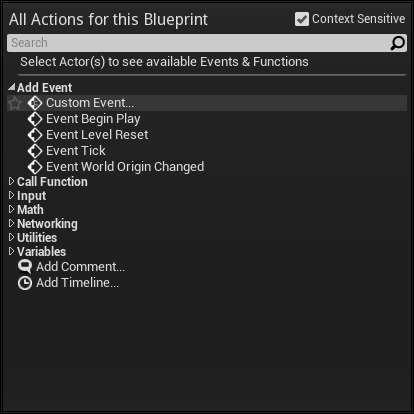 All Actions for this Blueprint
Context Sensitive
Search
Select Actor(s) to see available Events & Functions
Add Event
Custom Event...
Event Begin Play
Event Level Reset
Event Tick
Event World Origin Changed
Call Function
Input
Math
Networking
Utilities
Variables
Add Comment...
Add Timeline...